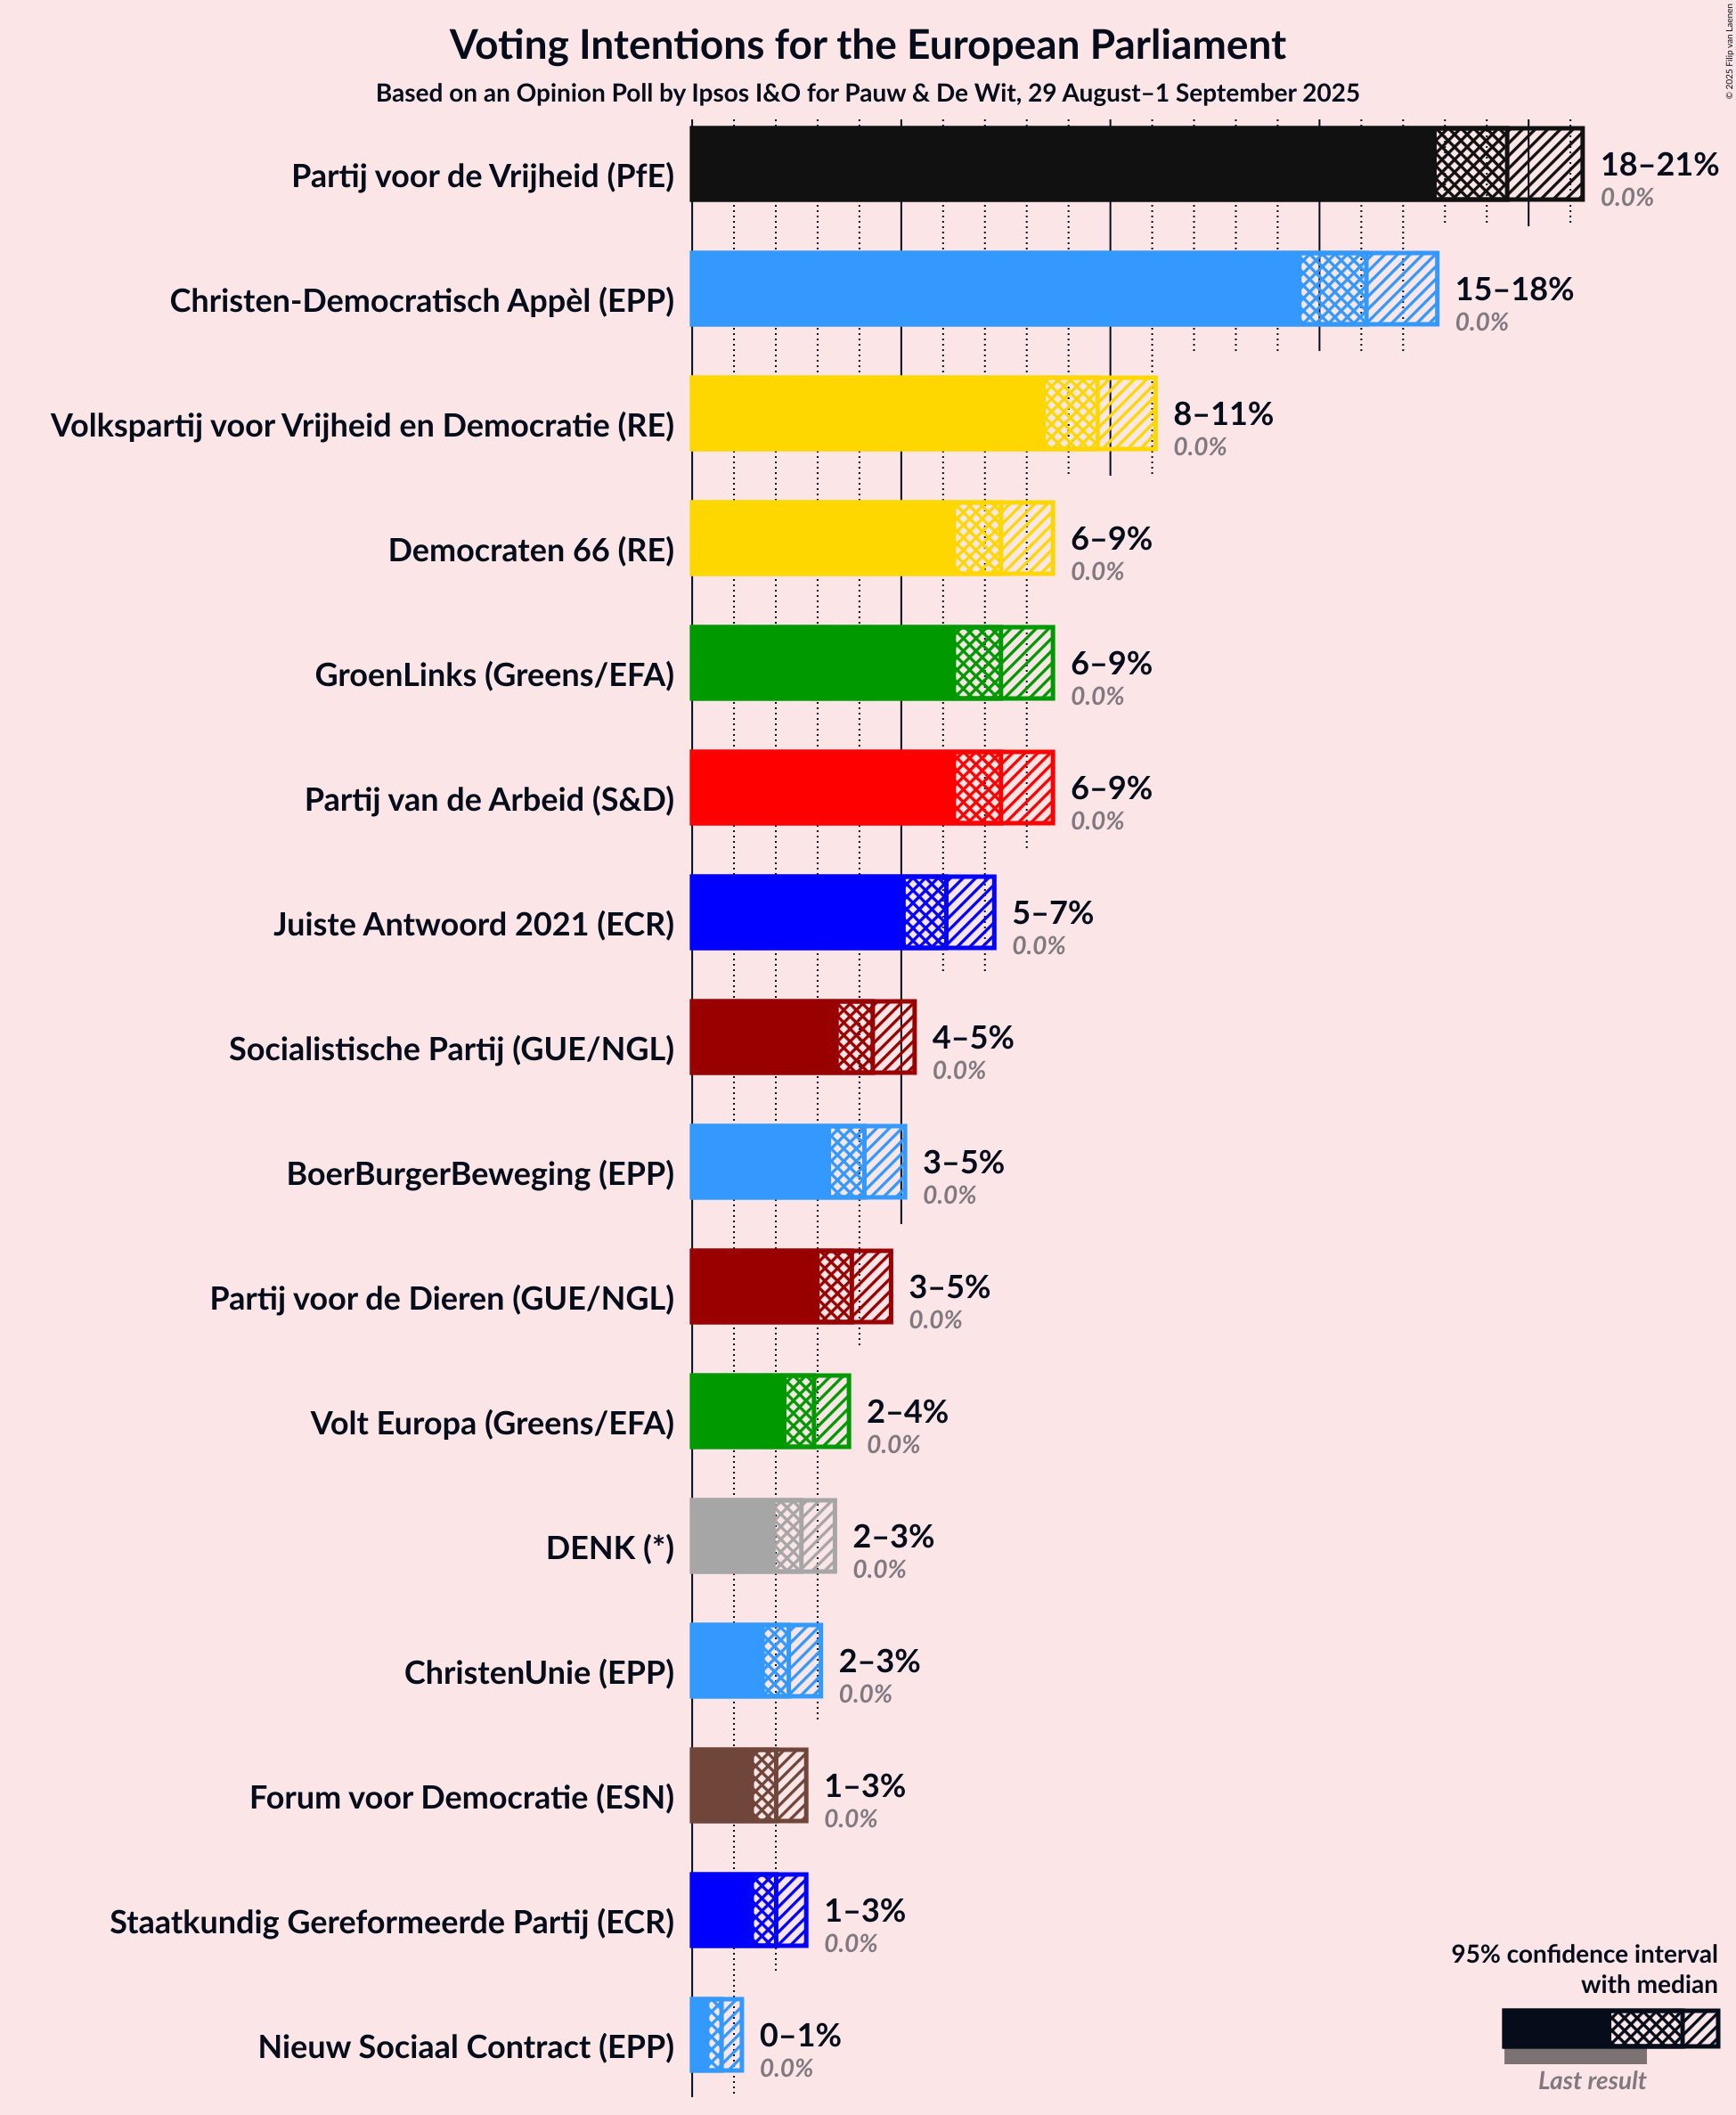 Voting Intentions for the European Parliament
Based on an Opinion Poll by Ipsos I&O for Pauw & De Wit, 29 August–1 September 2025
© 2025 Filip van Laenen
Partij voor de Vrijheid (PfE)
18–21%
0.0%
Christen-Democratisch Appèl (EPP)
15–18%
0.0%
Volkspartij voor Vrijheid en Democratie (RE)
8–11%
0.0%
Democraten 66 (RE)
6–9%
0.0%
GroenLinks (Greens/EFA)
6–9%
0.0%
Partij van de Arbeid (S&D)
6–9%
0.0%
Juiste Antwoord 2021 (ECR)
5–7%
0.0%
Socialistische Partij (GUE/NGL)
4–5%
0.0%
BoerBurgerBeweging (EPP)
3–5%
0.0%
Partij voor de Dieren (GUE/NGL)
3–5%
0.0%
Volt Europa (Greens/EFA)
2–4%
0.0%
DENK (*)
2–3%
0.0%
ChristenUnie (EPP)
2–3%
0.0%
Forum voor Democratie (ESN)
1–3%
0.0%
Staatkundig Gereformeerde Partij (ECR)
1–3%
0.0%
Nieuw Sociaal Contract (EPP)
0–1%
0.0%
95% confidence interval
with median
Last result